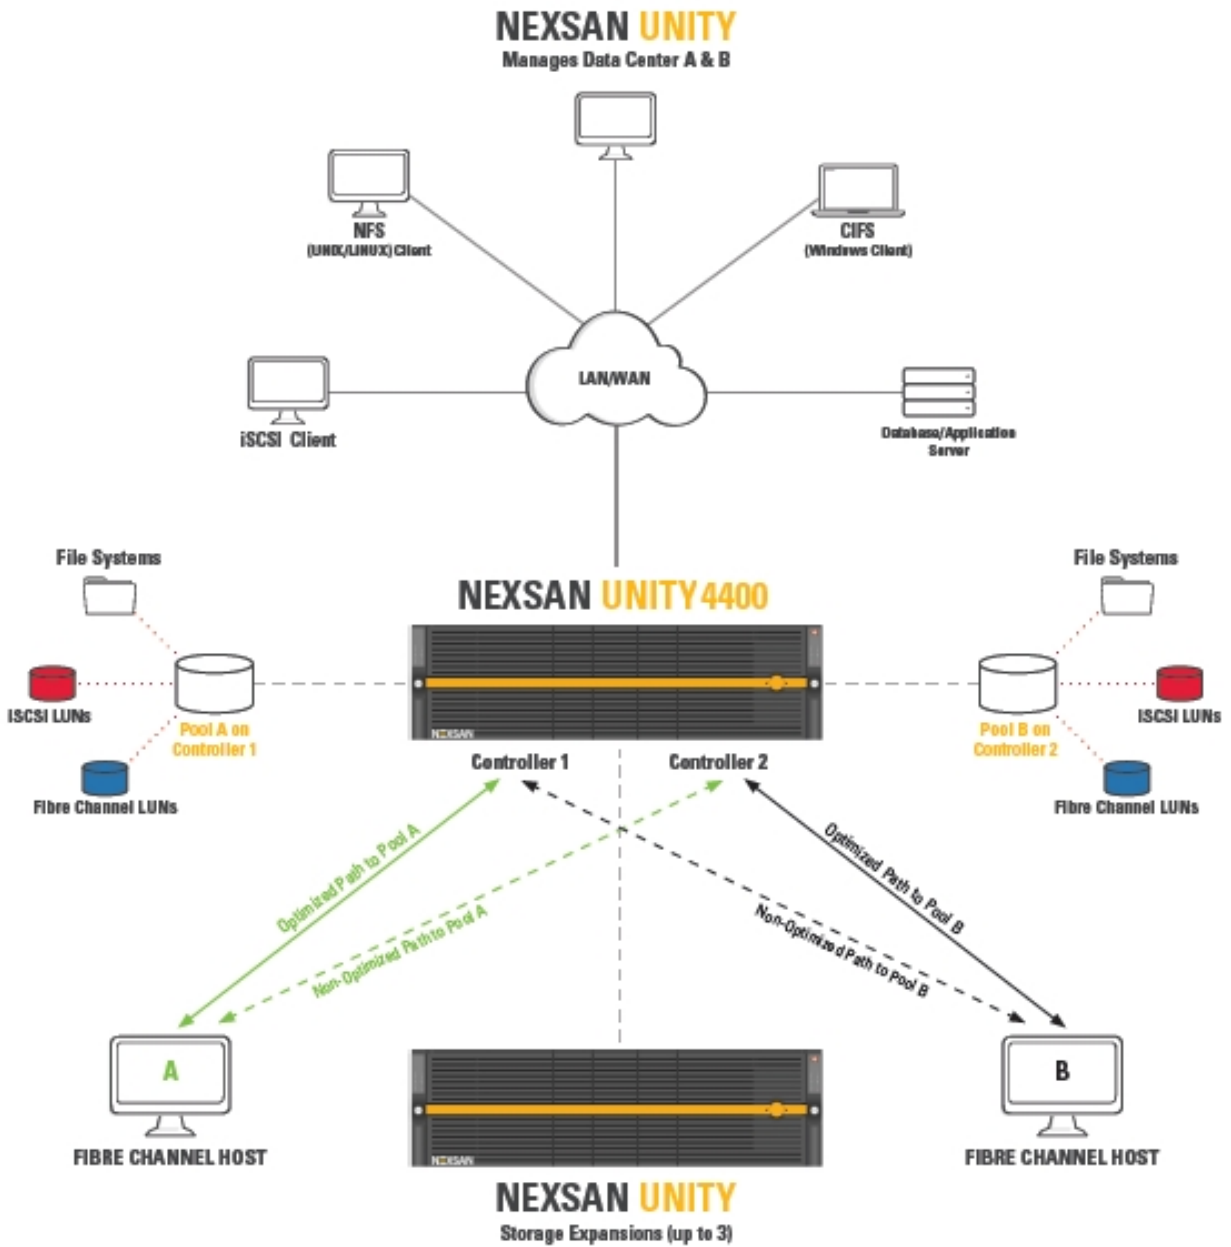 NEXSAN UNITY
Manages Data Center A & B
NFS
(UNIX/LINUX) Client
CIFS
(Windows Client)
LAN/WAN
iSCSI Client
Database/Application
Server
File Systems
File Systems
NEXSAN UNITY 4400
ISCSI LUNs
Pool A on
Controller 1
NEXSAN
Pool B on
Controller 2
ISCSI LUNs
Fibre Channel LUNs
Controller 1
Controller 2
Fibre Channel LUNs
Optimized Path to Pool A
Non-Optimized Path to Pool A
Optimized Path to Pool B
Non-Optimized Path to Pool B
A
B
FIBRE CHANNEL HOST
NEXSAN
FIBRE CHANNEL HOST
NEXSAN UNITY
Storage Expansions (up to 3)